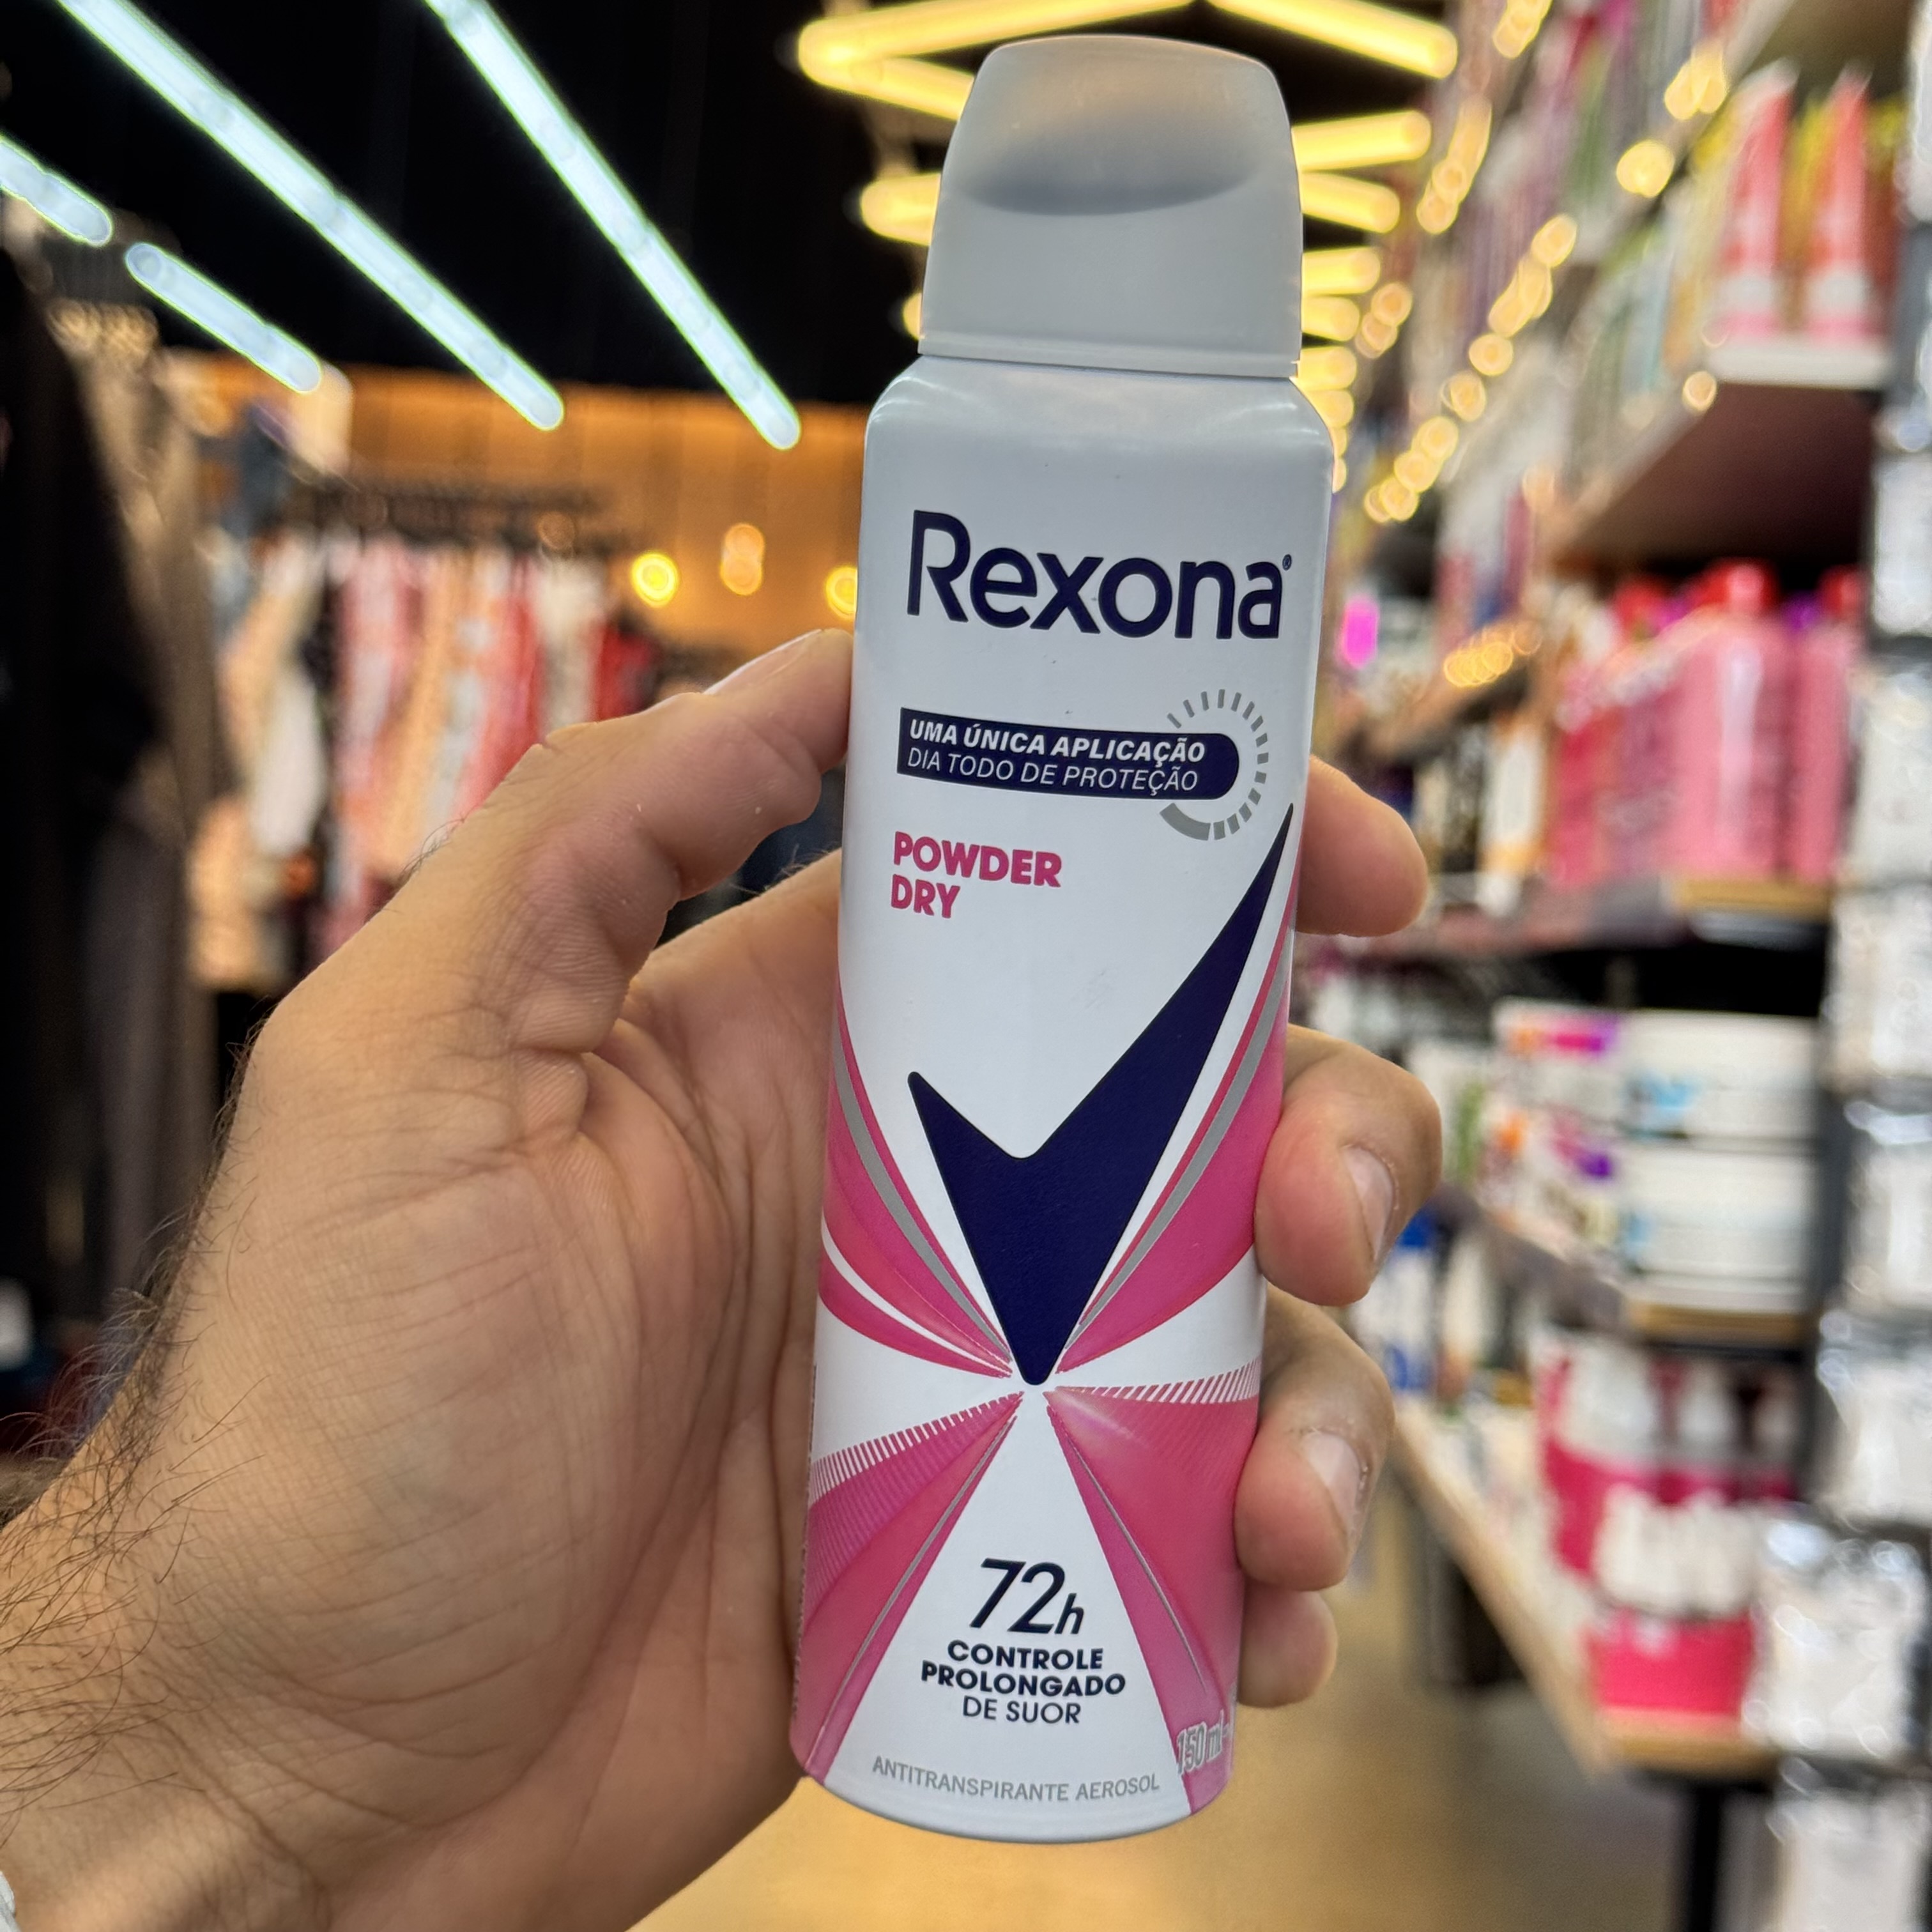 Rexona
UMA ÚNICA APLICAÇÃO
DIA TODO DE PROTEÇÃO
POWDER
DRY
72h
CONTROLE
PROLONGADO
DE SUOR
150 ml
ANTITRANSPIRANTE AEROSOL